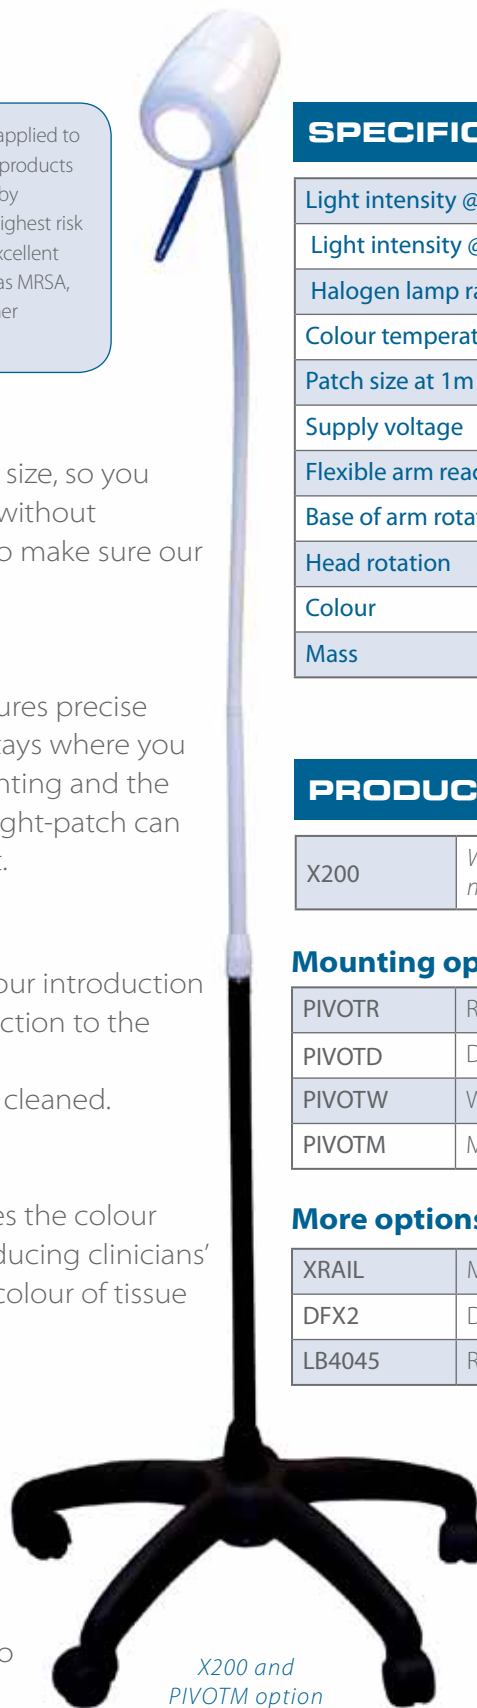 applied to
products
by
ighest risk
xcellent
as MRSA,
ner
size, so you
without
o make sure our
ures precise
tays where you
nting and the
ght-patch can
t.
our introduction
ction to the
cleaned.
es the colour
ducing clinicians’
colour of tissue
o
X200 and
PIVOTM option
SPECIFIC
Light intensity @
Light intensity @
Halogen lamp ra
Colour temperat
Patch size at 1m
Supply voltage
Flexible arm reac
Base of arm rotat
Head rotation
Colour
Mass
PRODUC
X200
Mounting op
PIVOTR R
PIVOTD D
PIVOTW W
PIVOTM M
More options
XRAIL M
DFX2 D
LB4045 R